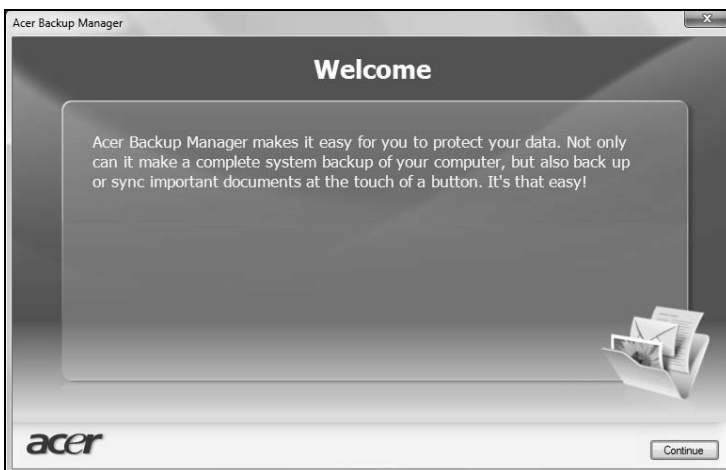 Acer Backup Manager
x
Welcome
Acer Backup Manager makes it easy for you to protect your data. Not only
can it make a complete system backup of your computer, but also back up
or sync important documents at the touch of a button. It's that easy!
acer
Continue